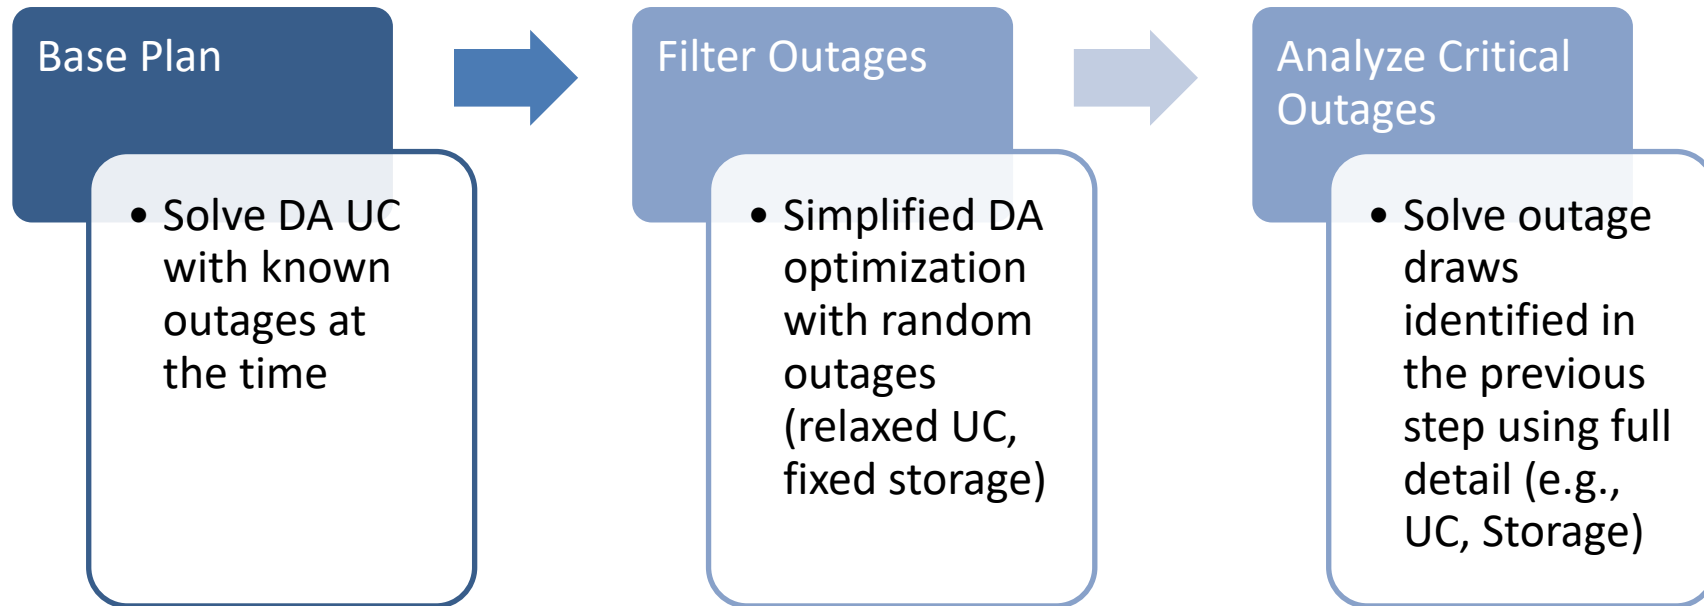 Base Plan
• Solve DA UC
with known
outages at
the time
Filter Outages
• Simplified DA
optimization
with random
outages
(relaxed UC,
fixed storage)
Analyze Critical
Outages
• Solve outage
draws
identified in
the previous
step using full
detail (e.g.,
UC, Storage)